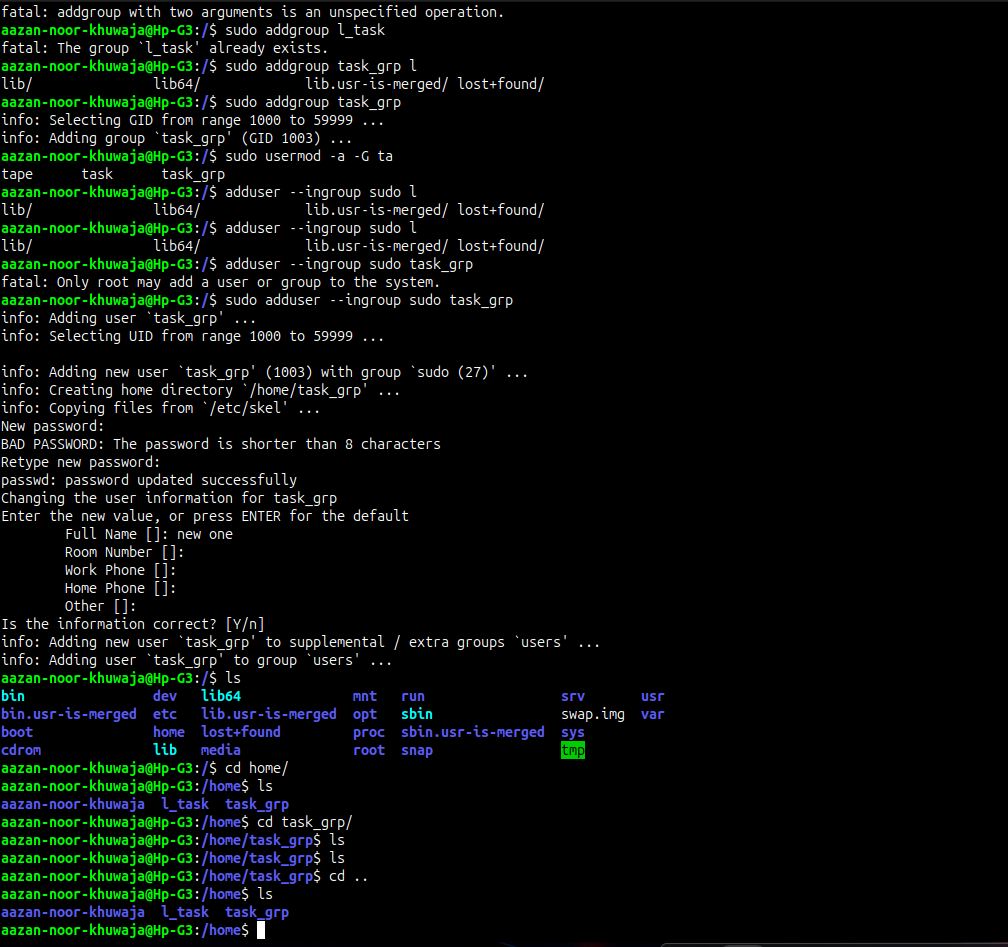 fatal: addgroup with two arguments is an unspecified operation.
aazan-noor-khuwaja@Hp-G3:/$ sudo addgroup l_task
fatal: The group `l_task' already exists.
aazan-noor-khuwaja@Hp-G3:/$ sudo addgroup task_grp l
lib/               lib64/             lib.usr-is-merged/ lost+found/
aazan-noor-khuwaja@Hp-G3:/$ sudo addgroup task_grp
info: Selecting GID from range 1000 to 59999 ...
info: Adding group `task_grp' (GID 1003) ...
aazan-noor-khuwaja@Hp-G3:/$ sudo usermod -a -G ta
tape      task      task_grp
aazan-noor-khuwaja@Hp-G3:/$ adduser --ingroup sudo l
lib/               lib64/             lib.usr-is-merged/ lost+found/
aazan-noor-khuwaja@Hp-G3:/$ adduser --ingroup sudo l
lib/               lib64/             lib.usr-is-merged/ lost+found/
aazan-noor-khuwaja@Hp-G3:/$ adduser --ingroup sudo task_grp
fatal: Only root may add a user or group to the system.
aazan-noor-khuwaja@Hp-G3:/$ sudo adduser --ingroup sudo task_grp
info: Adding user `task_grp' ...
info: Selecting UID from range 1000 to 59999 ...

info: Adding new user `task_grp' (1003) with group `sudo (27)' ...
info: Creating home directory `/home/task_grp' ...
info: Copying files from `/etc/skel' ...
New password:
BAD PASSWORD: The password is shorter than 8 characters
Retype new password:
passwd: password updated successfully
Changing the user information for task_grp
Enter the new value, or press ENTER for the default
        Full Name []: new one
        Room Number []:
        Work Phone []:
        Home Phone []:
        Other []:
Is the information correct? [Y/n]
info: Adding new user `task_grp' to supplemental / extra groups `users' ...
info: Adding user `task_grp' to group `users' ...
aazan-noor-khuwaja@Hp-G3:/$ ls
bin                dev   lib64              mnt   run                 srv       usr
bin.usr-is-merged  etc   lib.usr-is-merged  opt   sbin                swap.img  var
boot               home  lost+found         proc  sbin.usr-is-merged  sys
cdrom              lib   media              root  snap                tmp
aazan-noor-khuwaja@Hp-G3:/$ cd home/
aazan-noor-khuwaja@Hp-G3:/home$ ls
aazan-noor-khuwaja  l_task  task_grp
aazan-noor-khuwaja@Hp-G3:/home$ cd task_grp/
aazan-noor-khuwaja@Hp-G3:/home/task_grp$ ls
aazan-noor-khuwaja@Hp-G3:/home/task_grp$ ls
aazan-noor-khuwaja@Hp-G3:/home/task_grp$ cd ..
aazan-noor-khuwaja@Hp-G3:/home$ ls
aazan-noor-khuwaja  l_task  task_grp
aazan-noor-khuwaja@Hp-G3:/home$